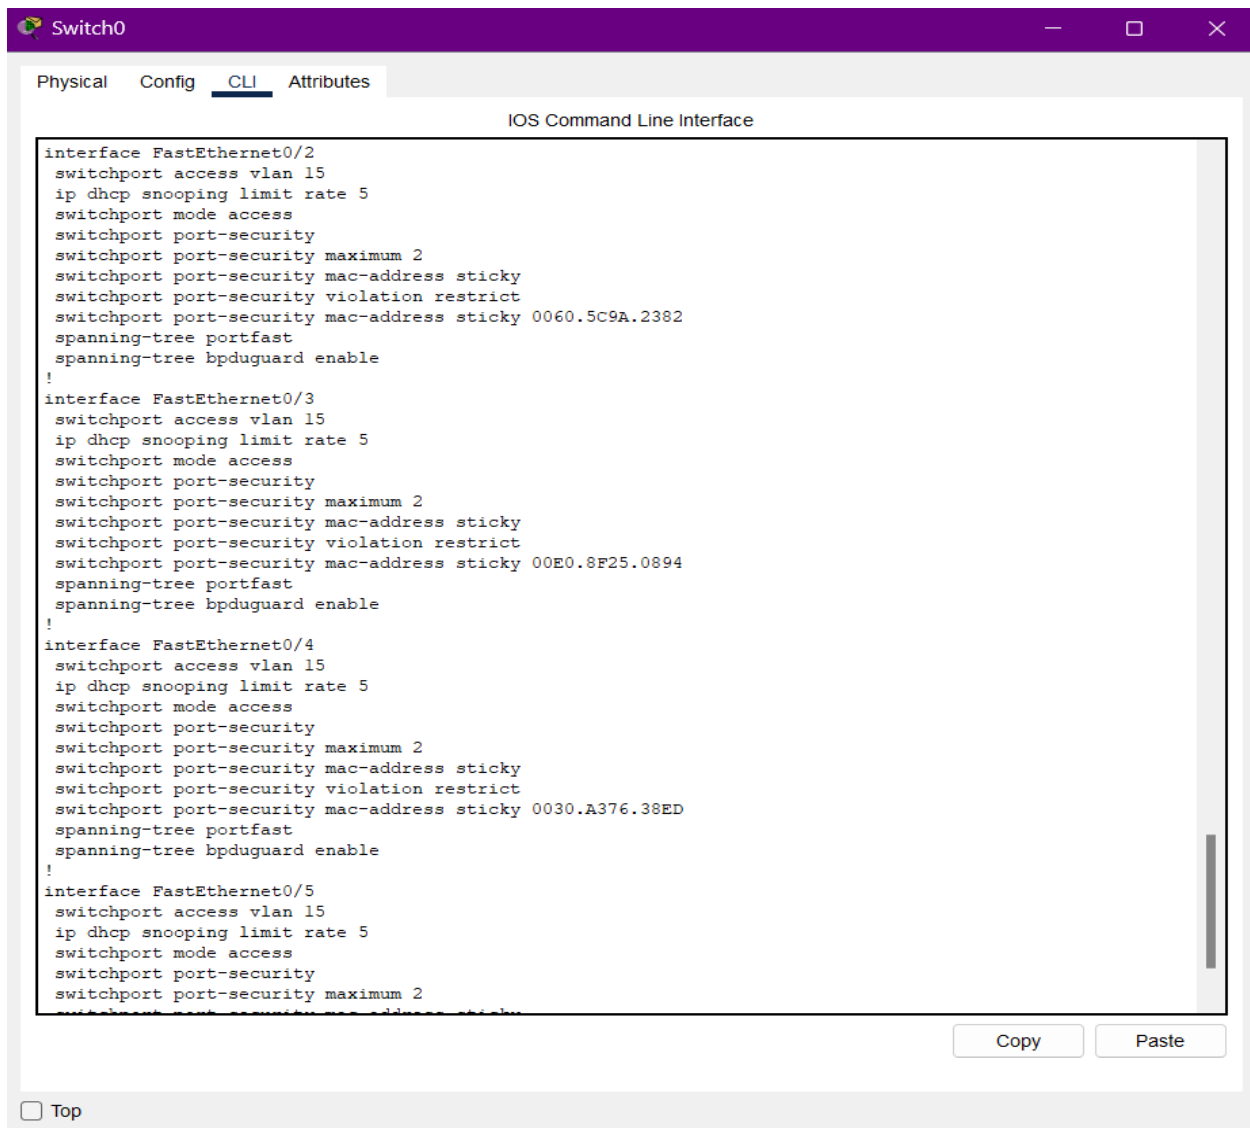 Switch0
Physical Config CLI Attributes
IOS Command Line Interface
interface FastEthernet0/2
switchport access vlan 15
ip dhcp snooping limit rate 5
switchport mode access
switchport port-security
switchport port-security maximum 2
switchport port-security mac-address sticky
switchport port-security violation restrict
switchport port-security mac-address sticky 0060.5C9A.2382
spanning-tree portfast
spanning-tree bpduguard enable
!
interface FastEthernet0/3
switchport access vlan 15
ip dhcp snooping limit rate 5
switchport mode access
switchport port-security
switchport port-security maximum 2
switchport port-security mac-address sticky
switchport port-security violation restrict
switchport port-security mac-address sticky 00E0.8F25.0894
spanning-tree portfast
spanning-tree bpduguard enable
!
interface FastEthernet0/4
switchport access vlan 15
ip dhcp snooping limit rate 5
switchport mode access
switchport port-security
switchport port-security maximum 2
switchport port-security mac-address sticky
switchport port-security violation restrict
switchport port-security mac-address sticky 0030.A376.38ED
spanning-tree portfast
spanning-tree bpduguard enable
!
interface FastEthernet0/5
switchport access vlan 15
ip dhcp snooping limit rate 5
switchport mode access
switchport port-security
switchport port-security maximum 2
switchport port-security mac-address sticky
Copy Paste
Top